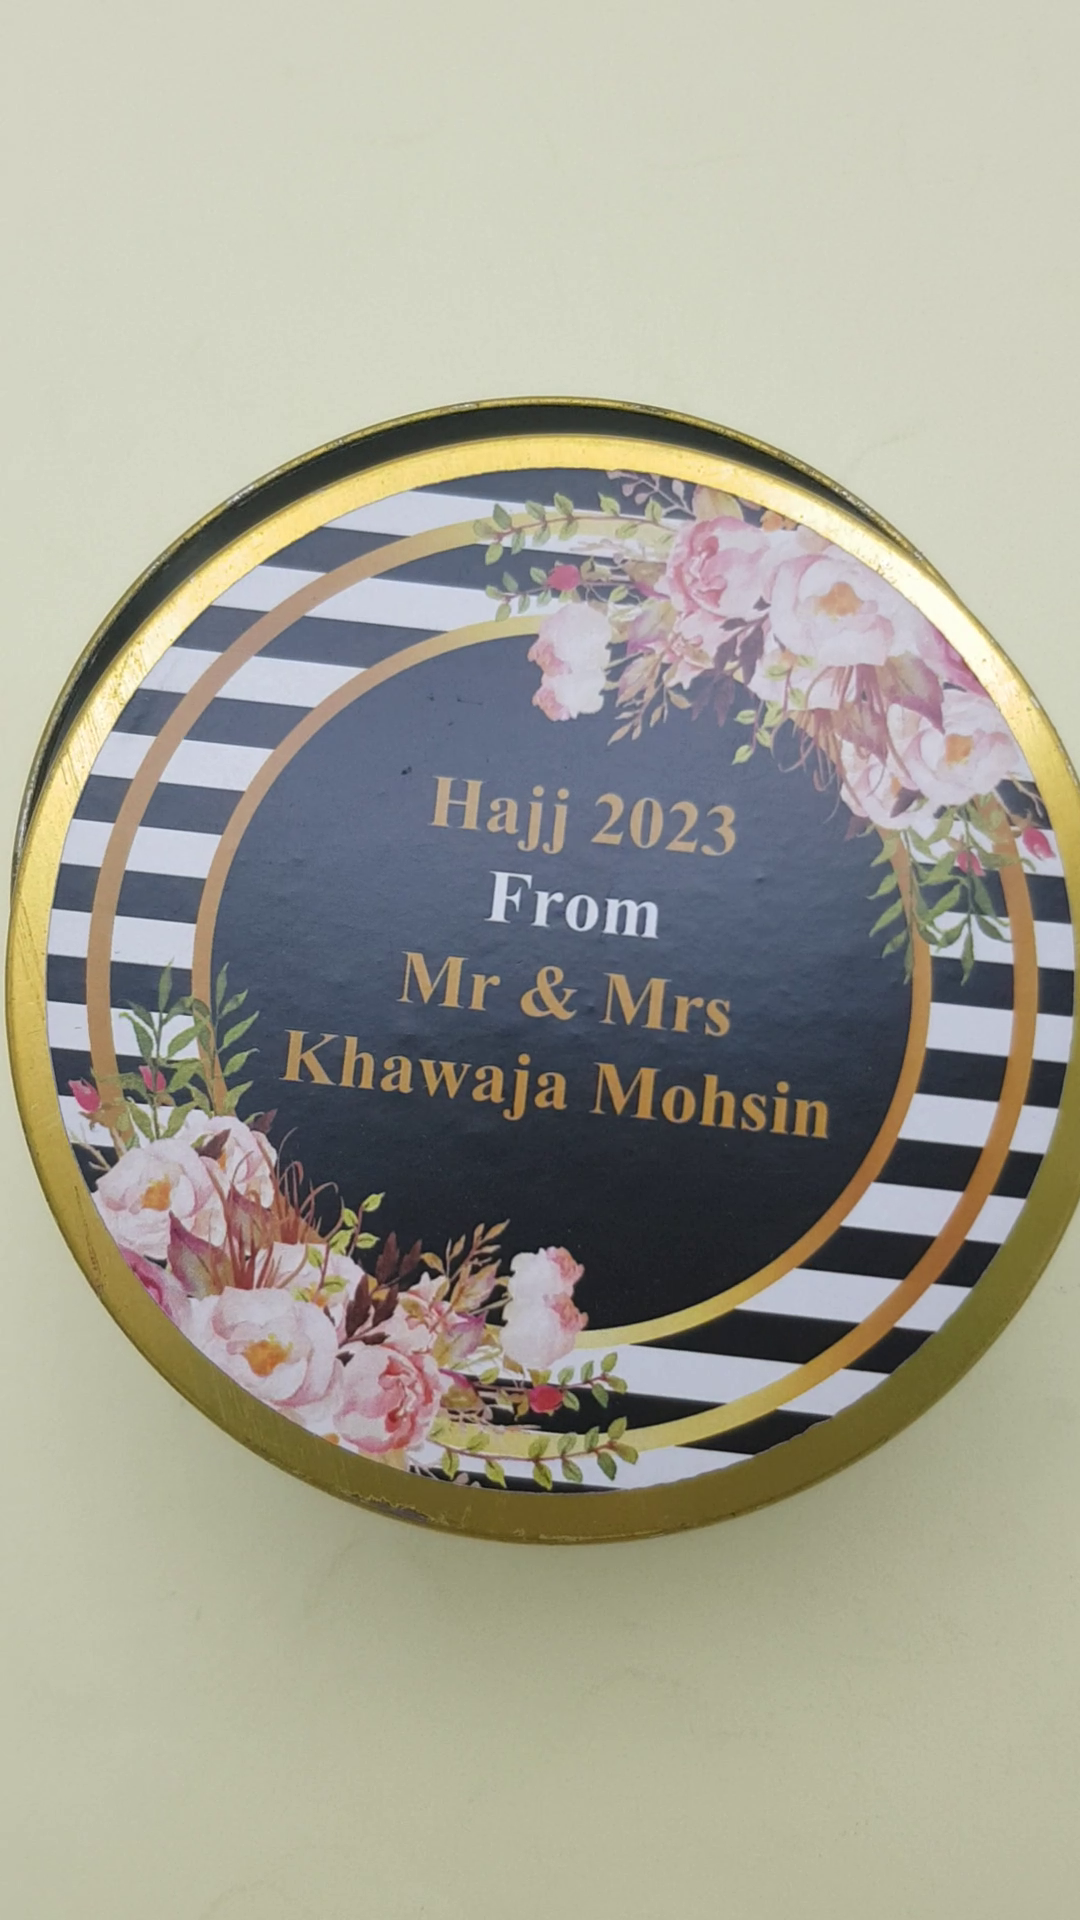 Hajj 2023
From
Mr & Mrs
Khawaja Mohsin